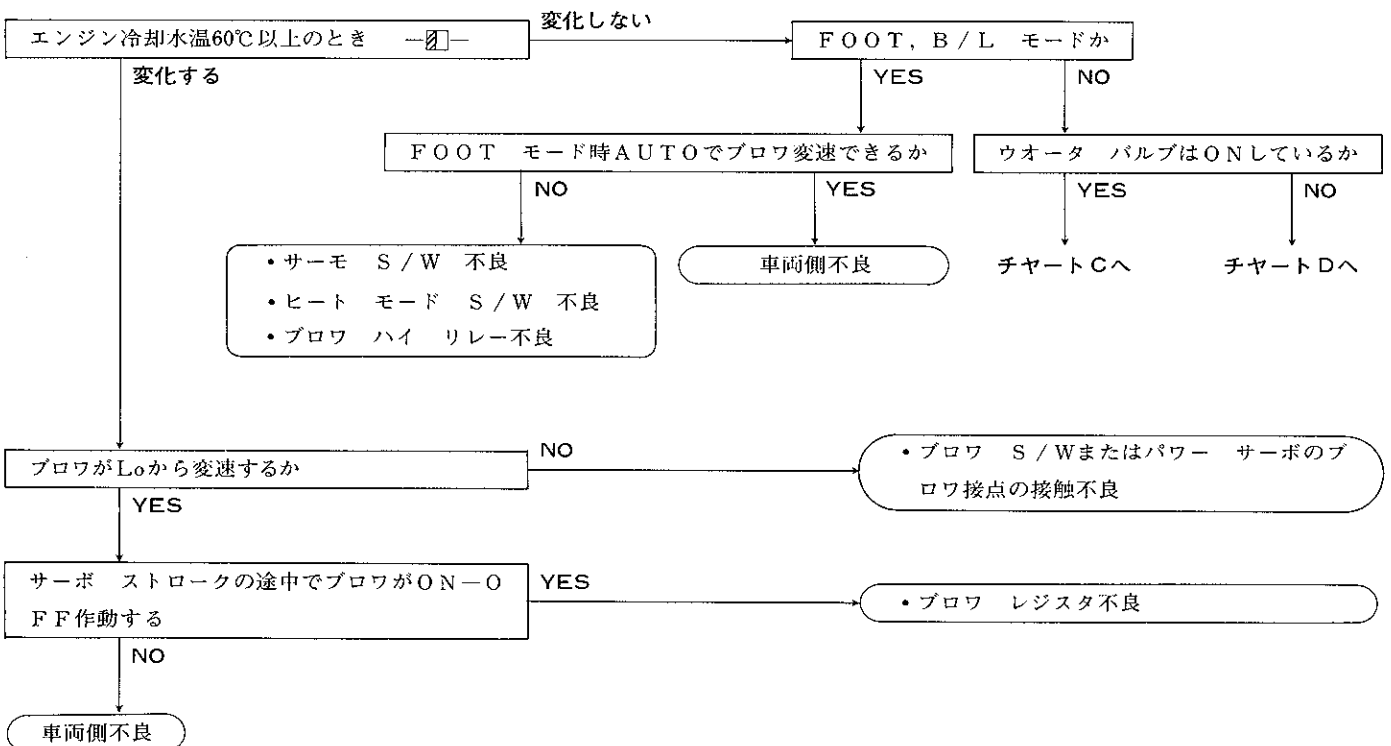 エンジン冷却水温60℃以上のとき
変化しない
FOOT, B/L モードか
変化する
YES
NO
FOOT モード時AUTOでブロワ変速できるか
ウオータ バルブはONしているか
NO
YES
YES
NO
・サーモ S/W 不良
・ヒート モード S/W 不良
・ブロワ ハイ リレー不良
車両側不良
チヤートCへ
チヤートDへ
ブロワがLoから変速するか
NO
・ブロワ S/Wまたはパワー サーボのブ
ロワ接点の接触不良
YES
サーボ ストロークの途中でブロワがON－O
FF作動する
YES
・ブロワ レジスタ不良
NO
車両側不良